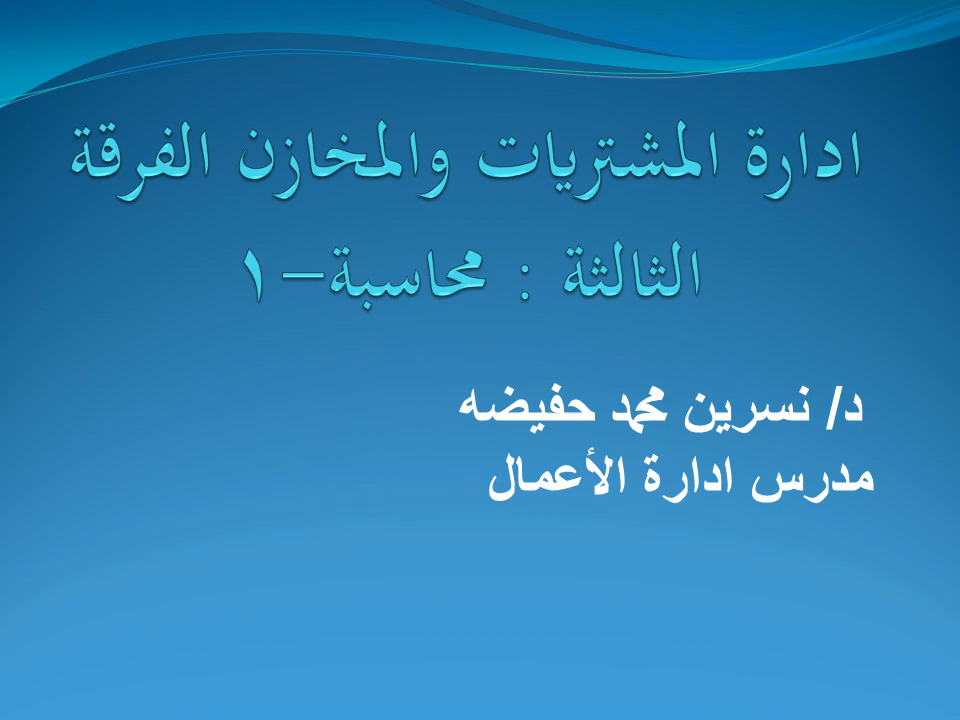 ادارة المشتريات والمخازن الفرقة
الثالثة : محاسبة-١
د/ نسرين محمد حفيضه
مدرس ادارة الأعمال